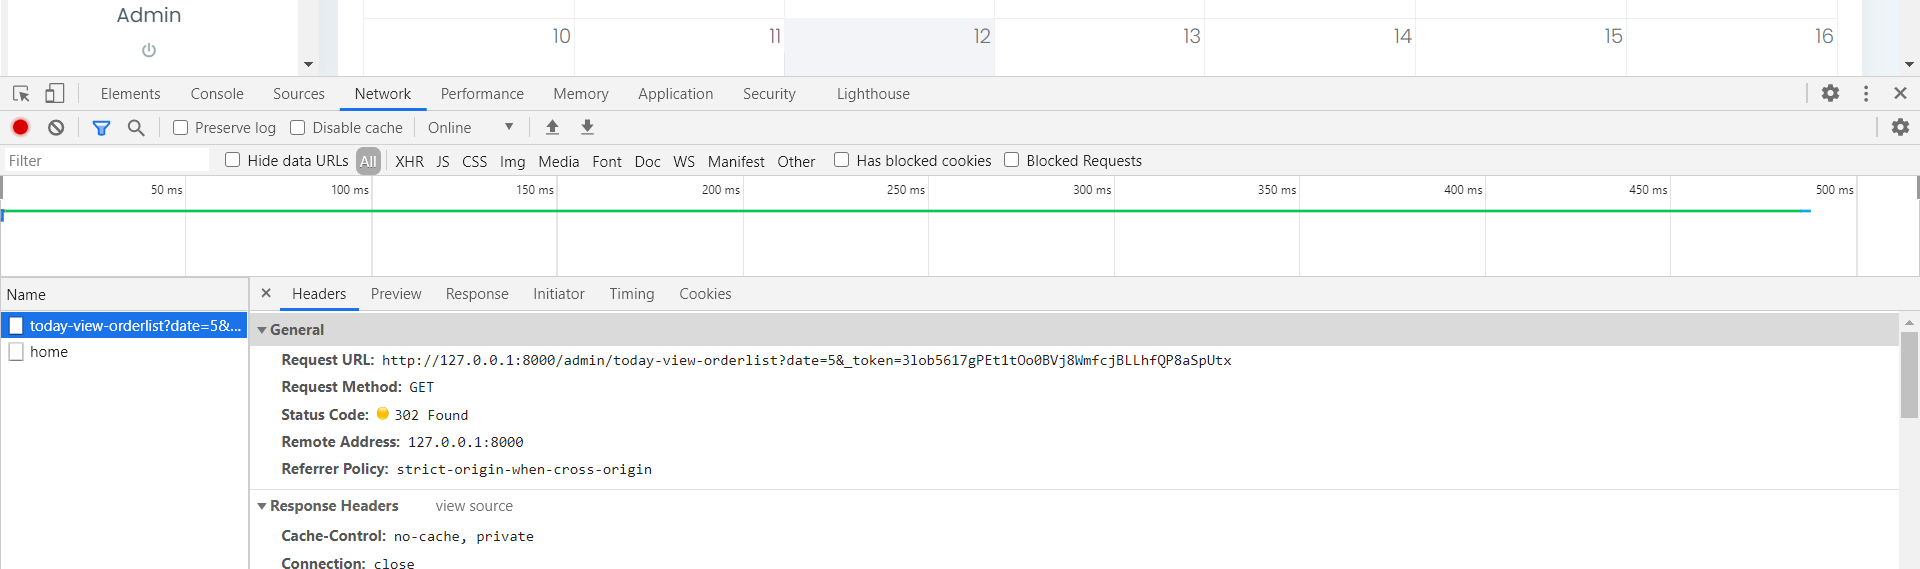 Admin
10 11 12 13 14 15 16
Elements Console Sources Network Performance Memory Application Security Lighthouse
Preserve log Disable cache Online
Filter Hide data URLs All XHR JS CSS Img Media Font Doc WS Manifest Other Has blocked cookies Blocked Requests
50 ms 100 ms 150 ms 200 ms 250 ms 300 ms 350 ms 400 ms 450 ms 500 ms
Name
today-view-orderlist?date=5&...
home
Headers Preview Response Initiator Timing Cookies
General
Request URL: http://127.0.0.1:8000/admin/today-view-orderlist?date=5&_token=3lob5617gPEt1tOo0BVj8WmfcjBLLhfQP8aSpUtx
Request Method: GET
Status Code: 302 Found
Remote Address: 127.0.0.1:8000
Referrer Policy: strict-origin-when-cross-origin
Response Headers view source
Cache-Control: no-cache, private
Connection: close